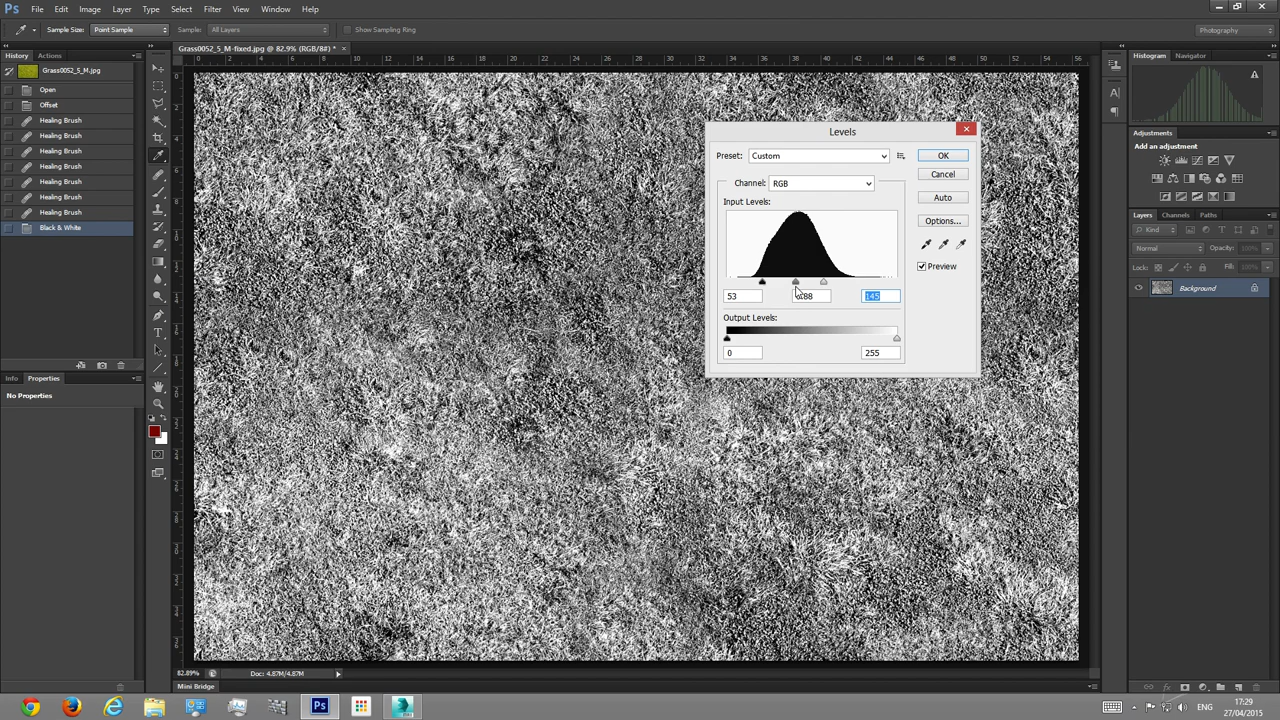 Ps File Edit Image Layer Type Select Filter View Window Help
Sample Size: Point Sample Sample: All Layers Show Sampling Ring Photography
Grass0052_5_M-fixed.jpg @ 82.9% (RGB/8#) * ×
History Actions
Grass0052_5_M.jpg
Open
Offset
Healing Brush
Healing Brush
Healing Brush
Healing Brush
Healing Brush
Healing Brush
Healing Brush
Black & White
Info Properties
No Properties
Levels
Preset: Custom
OK
Cancel
Auto
Options...
Preview
Channel: RGB
Input Levels:
53
145
Output Levels:
0 255
Histogram Navigator
Adjustments
Add an adjustment
Layers Channels Paths
Kind
Normal Opacity: 100%
Lock: Fill: 100%
Background
82.89% Doc: 4.87M/4.87M
Mini Bridge
Ps
ENG
17:29
27/04/2015